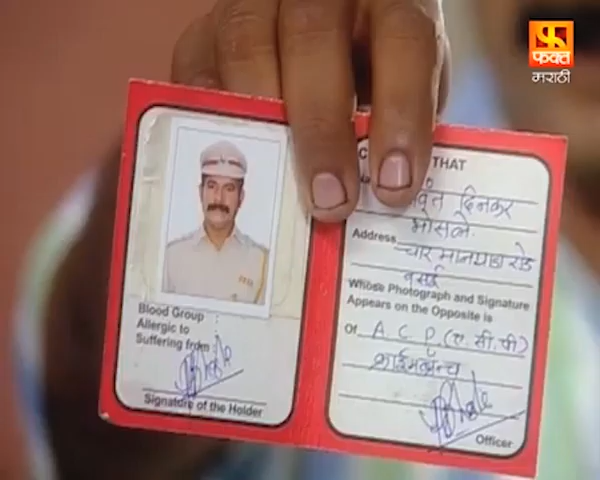 फक्त
मराठी
C THAT
वंत दिनकर
भोसले.
Address
चार मानपाडा रोड
वसई
Whose Photograph and Signature
Appears on the Opposite is
Of A C P (ए. सी. पी)
क्राईमब्रॅन्च
Officer
Blood Group
Allergic to
Suffering from
Signature of the Holder